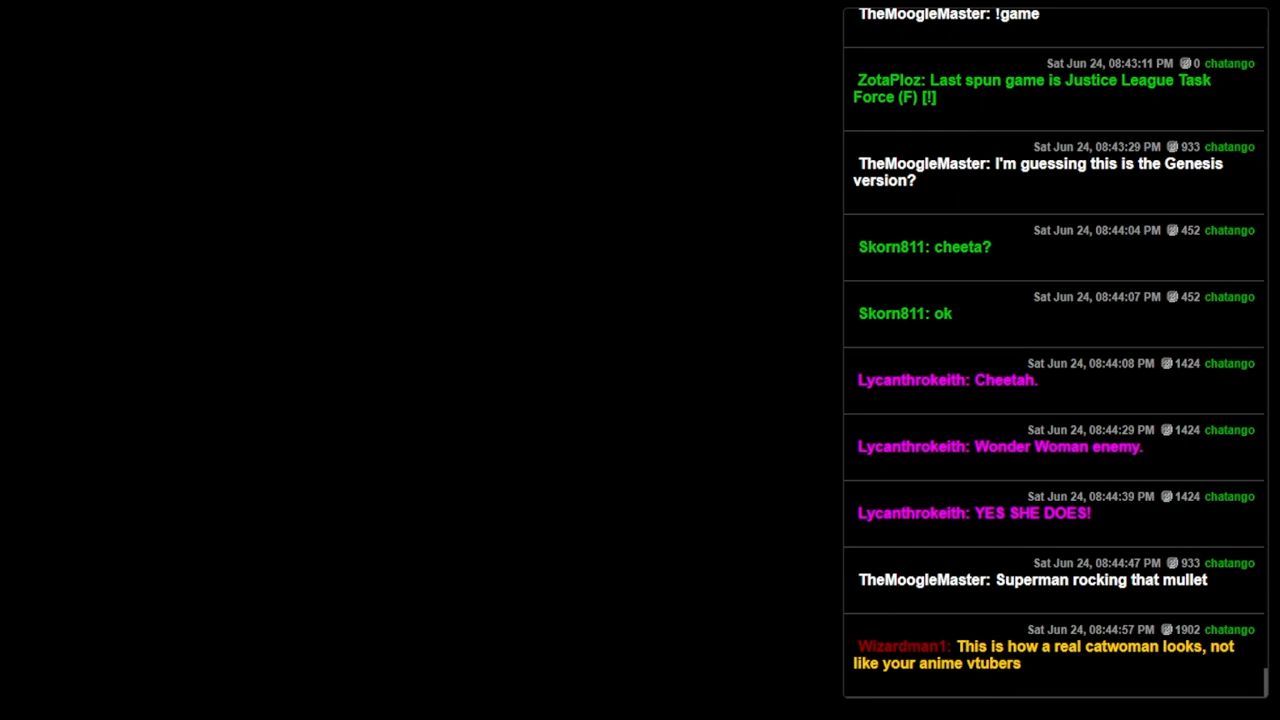 TheMoogleMaster: !game
Sat Jun 24, 08:43:11 PM 0 chatango
ZotaPloz: Last spun game is Justice League Task
Force (F) [!]
Sat Jun 24, 08:43:29 PM 933 chatango
TheMoogleMaster: I'm guessing this is the Genesis
version?
Sat Jun 24, 08:44:04 PM 452 chatango
Skorn811: cheeta?
Sat Jun 24, 08:44:07 PM 452 chatango
Skorn811: ok
Sat Jun 24, 08:44:08 PM 1424 chatango
Lycanthrokeith: Cheetah.
Sat Jun 24, 08:44:29 PM 1424 chatango
Lycanthrokeith: Wonder Woman enemy.
Sat Jun 24, 08:44:39 PM 1424 chatango
Lycanthrokeith: YES SHE DOES!
Sat Jun 24, 08:44:47 PM 933 chatango
TheMoogleMaster: Superman rocking that mullet
Sat Jun 24, 08:44:57 PM 1902 chatango
Wizardman1: This is how a real catwoman looks, not
like your anime vtubers